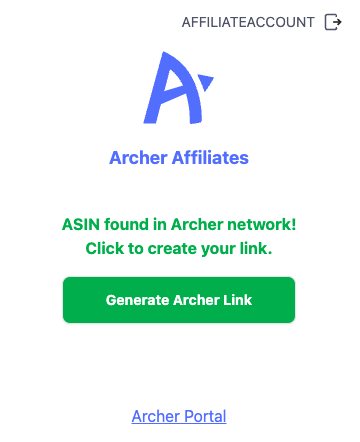 AFFILIATEACCOUNT
Archer Affiliates
ASIN found in Archer network!
Click to create your link.
Generate Archer Link
Archer Portal